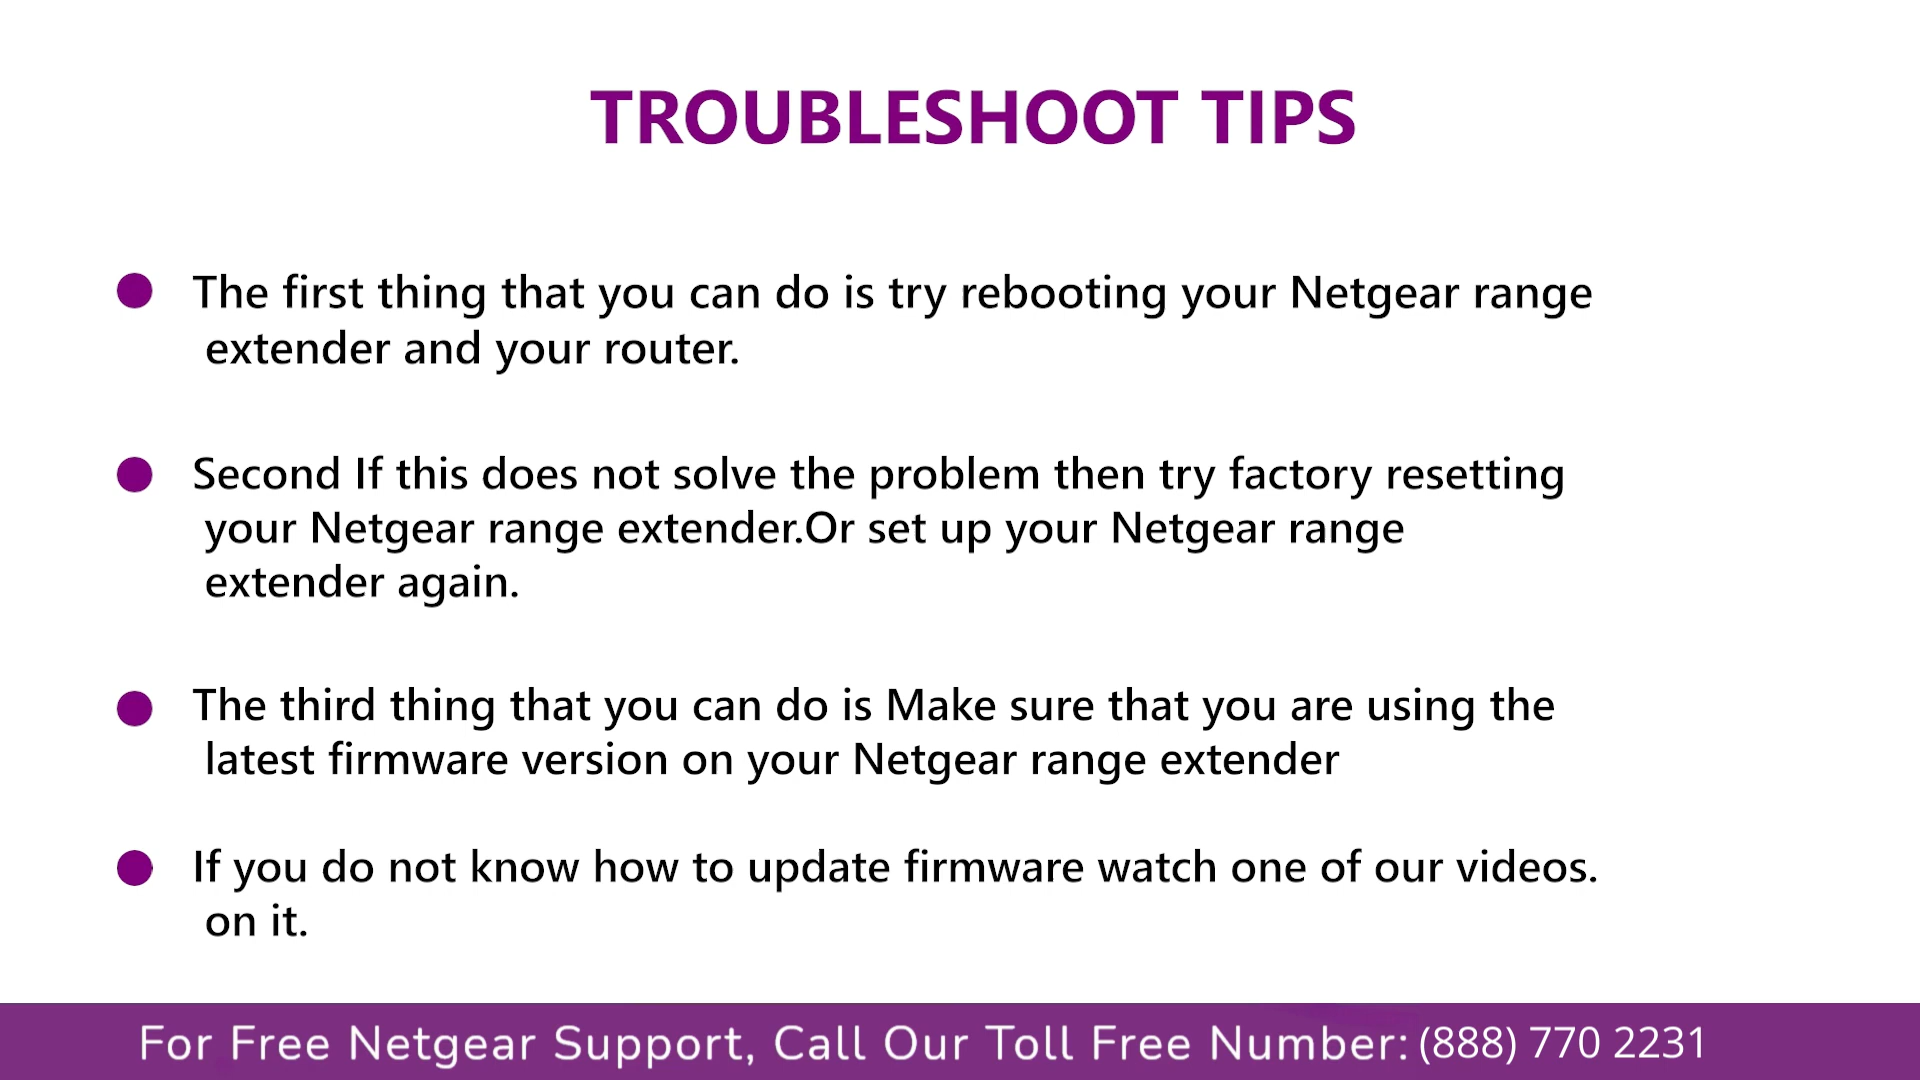 TROUBLESHOOT TIPS
The first thing that you can do is try rebooting your Netgear range
extender and your router.
Second If this does not solve the problem then try factory resetting
your Netgear range extender.Or set up your Netgear range
extender again.
The third thing that you can do is Make sure that you are using the
latest firmware version on your Netgear range extender
If you do not know how to update firmware watch one of our videos.
on it.
For Free Netgear Support, Call Our Toll Free Number: (888) 770 2231